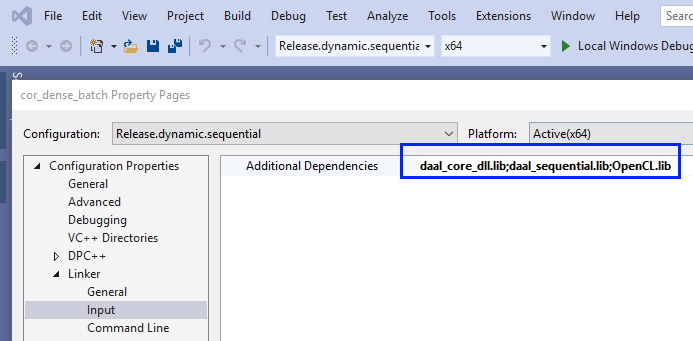 File Edit View Project Build Debug Test Analyze Tools Extensions Window Help Sear
Release.dynamic.sequentia x64 Local Windows Debug
cor_dense_batch Property Pages
Configuration: Release.dynamic.sequential Platform: Active(x64)
Configuration Properties
General
Advanced
Debugging
VC++ Directories
DPC++
Linker
General
Input
Command Line
Additional Dependencies daal_core_dll.lib;daal_sequential.lib;OpenCL.lib